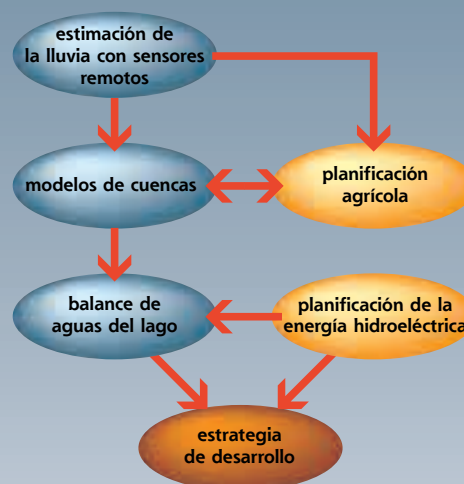 estimación de
la lluvia con sensores
remotos
modelos de cuencas
planificación
agrícola
balance de
aguas del lago
planificación de la
energía hidroeléctrica
estrategia
de desarrollo